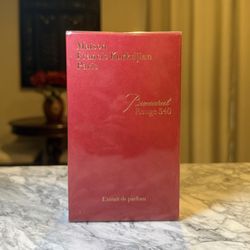 Maison
Francis Kurkdjian
Paris
Baccarat
Rouge 540
Extrait de parfum